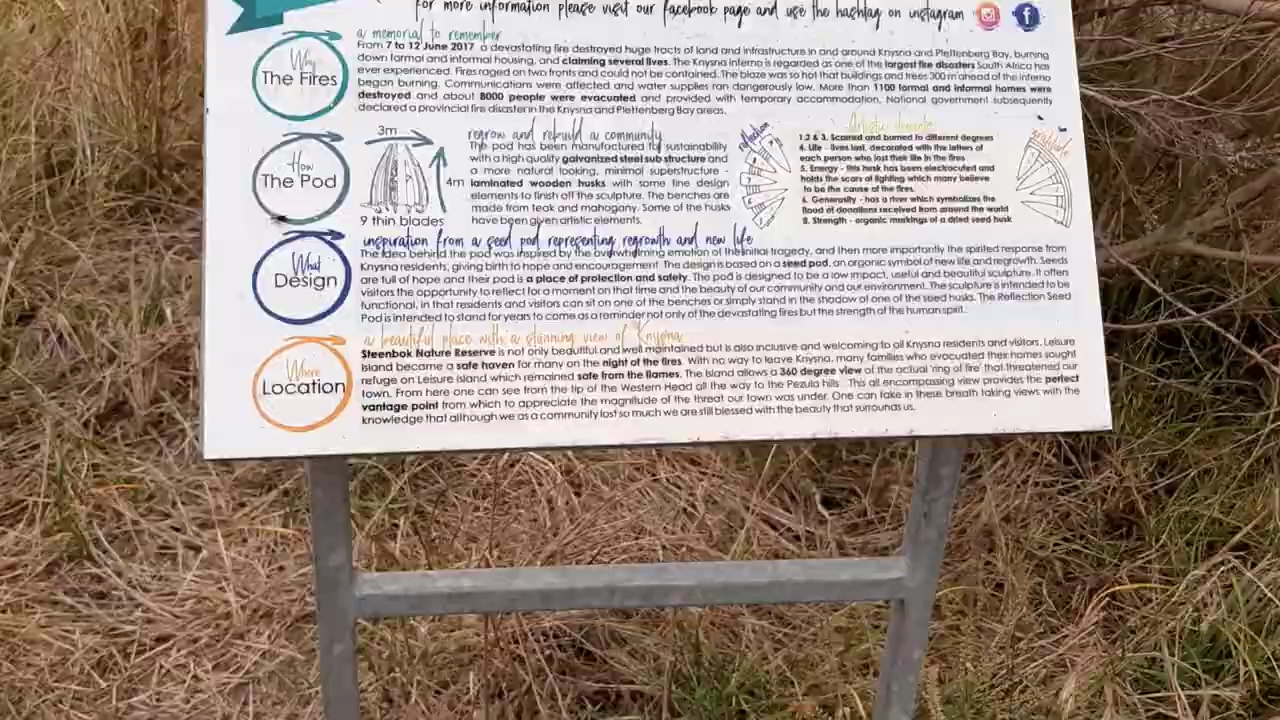 for more information please visit our facebook page and use the hashtag on instagram
a memorial to remember
Why
The Fires
From 7 to 12 June 2017 a devastating fire destroyed huge tracts of land and infrastructure in and around Knysna and Plettenberg Bay, burning
down formal and informal housing, and claiming several lives. The Knysna inferno is regarded as one of the largest fire disasters South Africa has
ever experienced. Fires raged on two fronts and could not be contained. The blaze was so hot that buildings and trees 300 m ahead of the inferno
began burning. Communications were affected and water supplies ran dangerously low. More than 1100 formal and informal homes were
destroyed and about 8000 people were evacuated and provided with temporary accommodation. National government subsequently
declared a provincial fire disaster in the Knysna and Plettenberg Bay areas.
How
The Pod
3m
4m
9 thin blades
regrow and rebuild a community
The pod has been manufactured for sustainability
with a high quality galvanized steel sub structure and
a more natural looking, minimal superstructure -
laminated wooden husks with some fine design
elements to finish off the sculpture. The benches are
made from teak and mahogany. Some of the husks
have been given artistic elements.
reflection
Artistic elements
1,2 & 3. Scarred and burned to different degrees
4. Life - lives lost, decorated with the letters of
each person who lost their life in the fires
5. Energy - this husk has been electrocuted and
holds the scars of lighting which many believe
to be the cause of the fires.
6. Generosity - has a river which symbolizes the
flood of donations received from around the world
8. Strength - organic markings of a dried seed husk
gratitude
What
Design
inspiration from a seed pod representing regrowth and new life
The idea behind the pod was inspired by the overwhelming emotion of the initial tragedy, and then more importantly the spirited response from
Knysna residents, giving birth to hope and encouragement. The design is based on a seed pod, an organic symbol of new life and regrowth. Seeds
are full of hope and their pod is a place of protection and safety. The pod is designed to be a low impact, useful and beautiful sculpture. It offers
visitors the opportunity to reflect for a moment on that time and the beauty of our community and our environment. The sculpture is intended to be
functional, in that residents and visitors can sit on one of the benches or simply stand in the shadow of one of the seed husks. The Reflection Seed
Pod is intended to stand for years to come as a reminder not only of the devastating fires but the strength of the human spirit.
Where
Location
a beautiful place with a stunning view of Knysna
Steenbok Nature Reserve is not only beautiful and well maintained but is also inclusive and welcoming to all Knysna residents and visitors. Leisure
Island became a safe haven for many on the night of the fires. With no way to leave Knysna, many families who evacuated their homes sought
refuge on Leisure Island which remained safe from the flames. The Island allows a 360 degree view of the actual 'ring of fire' that threatened our
town. From here one can see from the tip of the Western Head all the way to the Pezula hills. This all encompassing view provides the perfect
vantage point from which to appreciate the magnitude of the threat our town was under. One can take in these breath taking views with the
knowledge that although we as a community lost so much we are still blessed with the beauty that surrounds us.